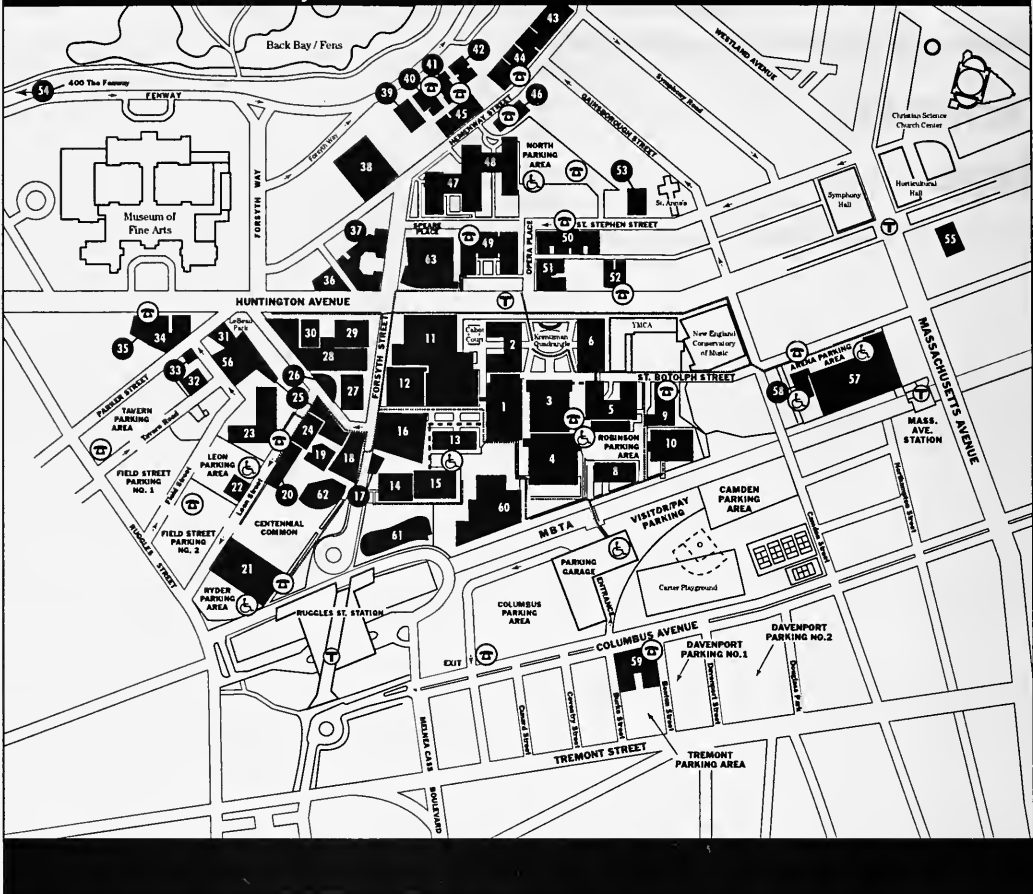 43
42
WESTLAND AVENUE
Back Bay / Fens
44
41
40
54
400 The Fenway
FENWAY
39
45
46
HEMENWAY STREET
GAINSBOROUGH STREET
Symphony Road
Christian Science
Church Center
Forsyth Way
FORSYTH WAY
38
48
NORTH
PARKING
AREA
53
47
St. Anne's
Symphony
Hall
Horticultural
Hall
Museum of
Fine Arts
37
SPEARE
PLACE
49
OPERA PLACE
ST. STEPHEN STREET
50
T
55
63
51
52
36
HUNTINGTON AVENUE
T
35
34
31
LeBeau
Park
30
29
28
FORSYTH STREET
11
Cabot
Court
2
Krentzman
Quadrangle
6
YMCA
New England
Conservatory
of Music
MASSACHUSETTS AVENUE
33
32
56
26
25
27
12
ST. BOTOLPH STREET
ARENA PARKING
AREA
57
58
T
MASS.
AVE.
STATION
PARKER STREET
TAVERN
PARKING
AREA
Tavern Road
23
24
16
1
3
5
9
13
ROBINSON
PARKING
AREA
10
FIELD STREET
PARKING
NO. 1
LEON
PARKING
AREA
22
Field Street
Leon Street
19
18
20
62
17
14
15
4
8
60
CAMDEN
PARKING
AREA
Northampton Street
Camden Street
RUGGLES STREET
FIELD STREET
PARKING
NG. 2
CENTENNIAL
COMMON
61
MBTA
VISITOR/PAY
PARKING
21
PARKING
GARAGE
ENTRANCE
Carter Playground
RYDER
PARKING
AREA
RUGGLES ST. STATION
COLUMBUS
PARKING
AREA
T
COLUMBUS AVENUE
EXIT
59
DAVENPORT
PARKING NO.1
DAVENPORT
PARKING NO.2
MELNEA CASS
BOULEVARD
Cunard Street
Coventry Street
Burke Street
Benton Street
Davenport Street
Douglass Park
TREMONT STREET
TREMONT
PARKING AREA